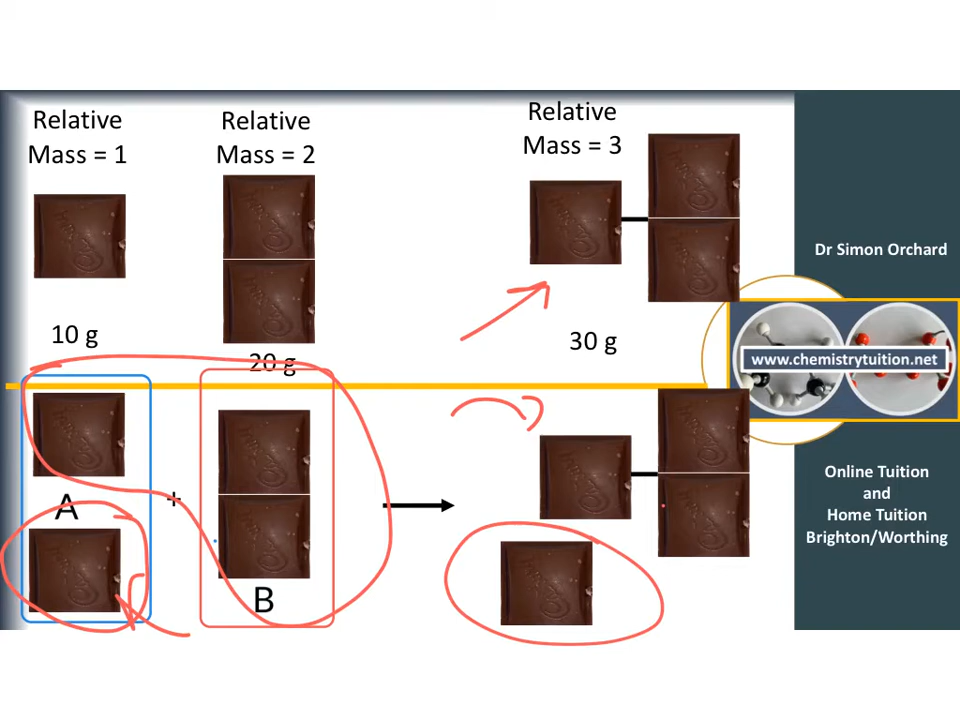 Relative
Mass = 1
Relative
Mass = 2
Relative
Mass = 3
10 g
20 g
30 g
A
+
B
Dr Simon Orchard
www.chemistrytuition.net
Online Tuition
and
Home Tuition
Brighton/Worthing